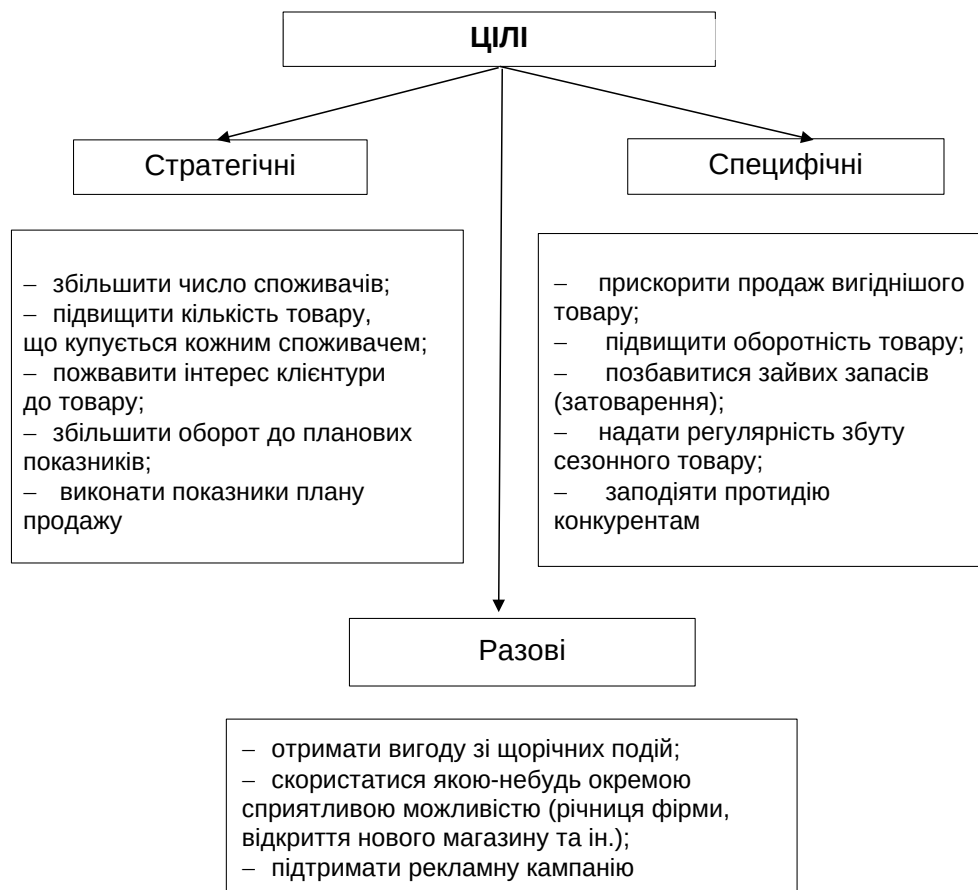 ЦІЛІ
Стратегічні
– збільшити число споживачів;
– підвищити кількість товару,
що купується кожним споживачем;
– пожвавити інтерес клієнтури
до товару;
– збільшити оборот до планових
показників;
– виконати показники плану
продажу
Специфічні
– прискорити продаж вигіднішого
товару;
– підвищити оборотність товару;
– позбавитися зайвих запасів
(затоварення);
– надати регулярність збуту
сезонного товару;
– заподіяти протидію
конкурентам
Разові
– отримати вигоду зі щорічних подій;
– скористатися якою-небудь окремою
сприятливою можливістю (річниця фірми,
відкриття нового магазину та ін.);
– підтримати рекламну кампанію